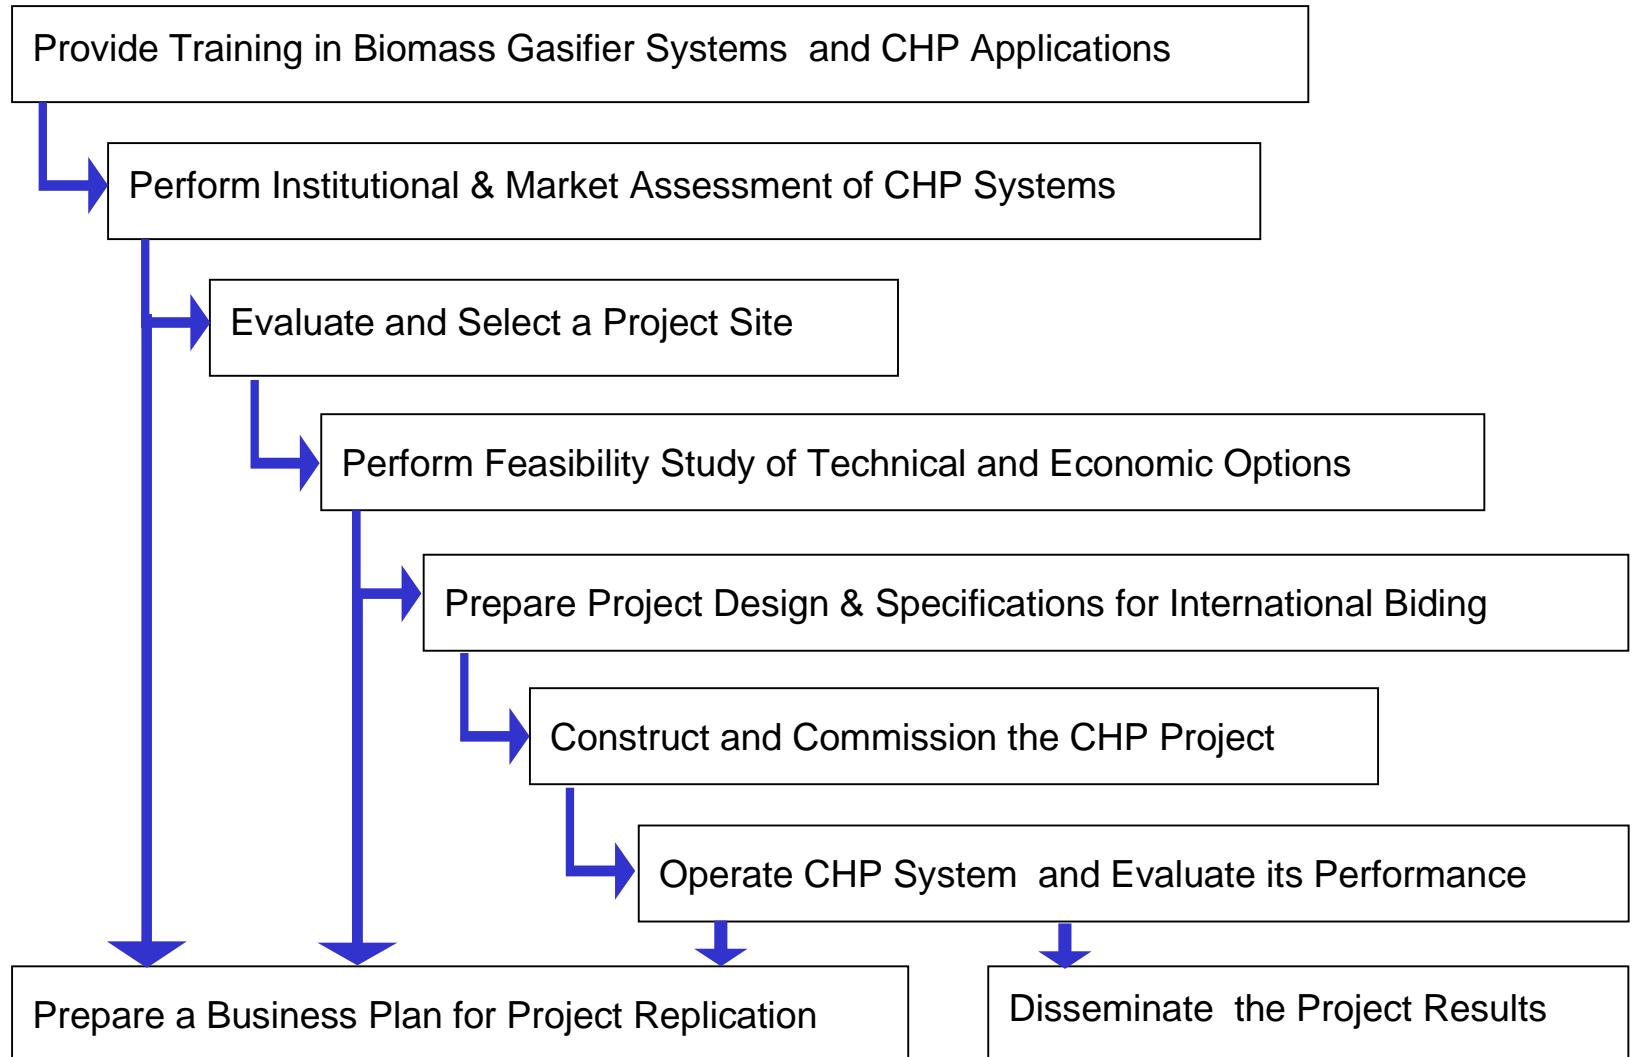 Provide Training in Biomass Gasifier Systems  and CHP Applications
Perform Institutional & Market Assessment of CHP Systems
Evaluate and Select a Project Site
Perform Feasibility Study of Technical and Economic Options
Prepare Project Design & Specifications for International Biding
Construct and Commission the CHP Project
Operate CHP System  and Evaluate its Performance
Prepare a Business Plan for Project Replication
Disseminate  the Project Results